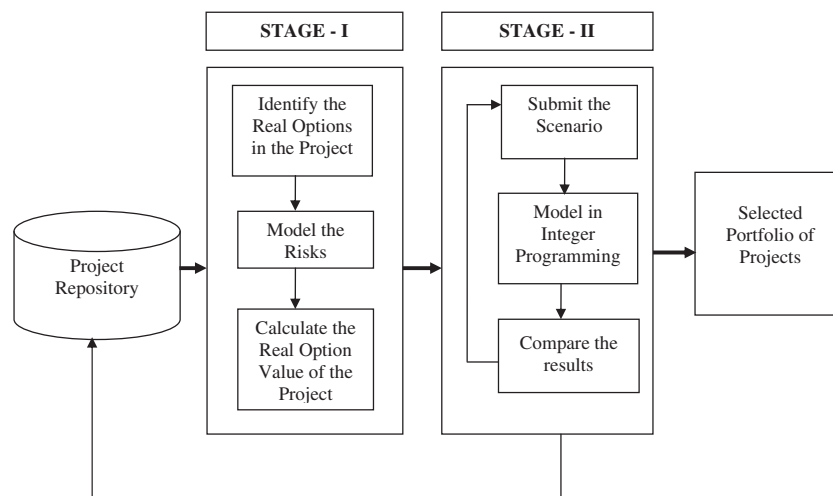 STAGE - I
STAGE - II
Identify the
Real Options
in the Project
Model the
Risks
Calculate the
Real Option
Value of the
Project
Submit the
Scenario
Model in
Integer
Programming
Compare the
results
Project
Repository
Selected
Portfolio of
Projects